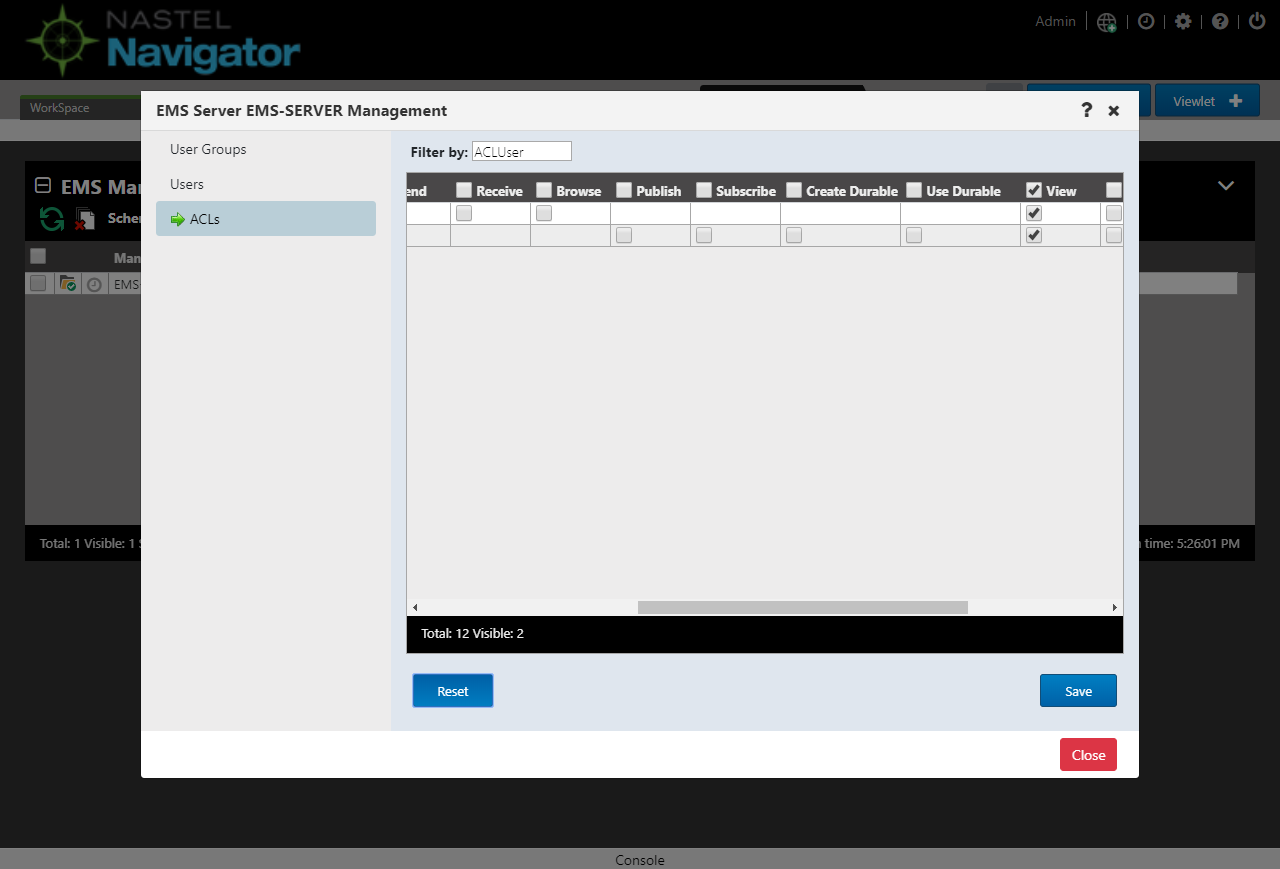 NASTEL
Navigator
Admin
WorkSpace
Viewlet
EMS Server EMS-SERVER Management
User Groups
Users
ACLs
Filter by: ACLUser
end Receive Browse Publish Subscribe Create Durable Use Durable View
EMS Mar
Sche
Man
EMS-
Total: 1 Visible: 1 S
time: 5:26:01 PM
Total: 12 Visible: 2
Reset
Save
Close
Console